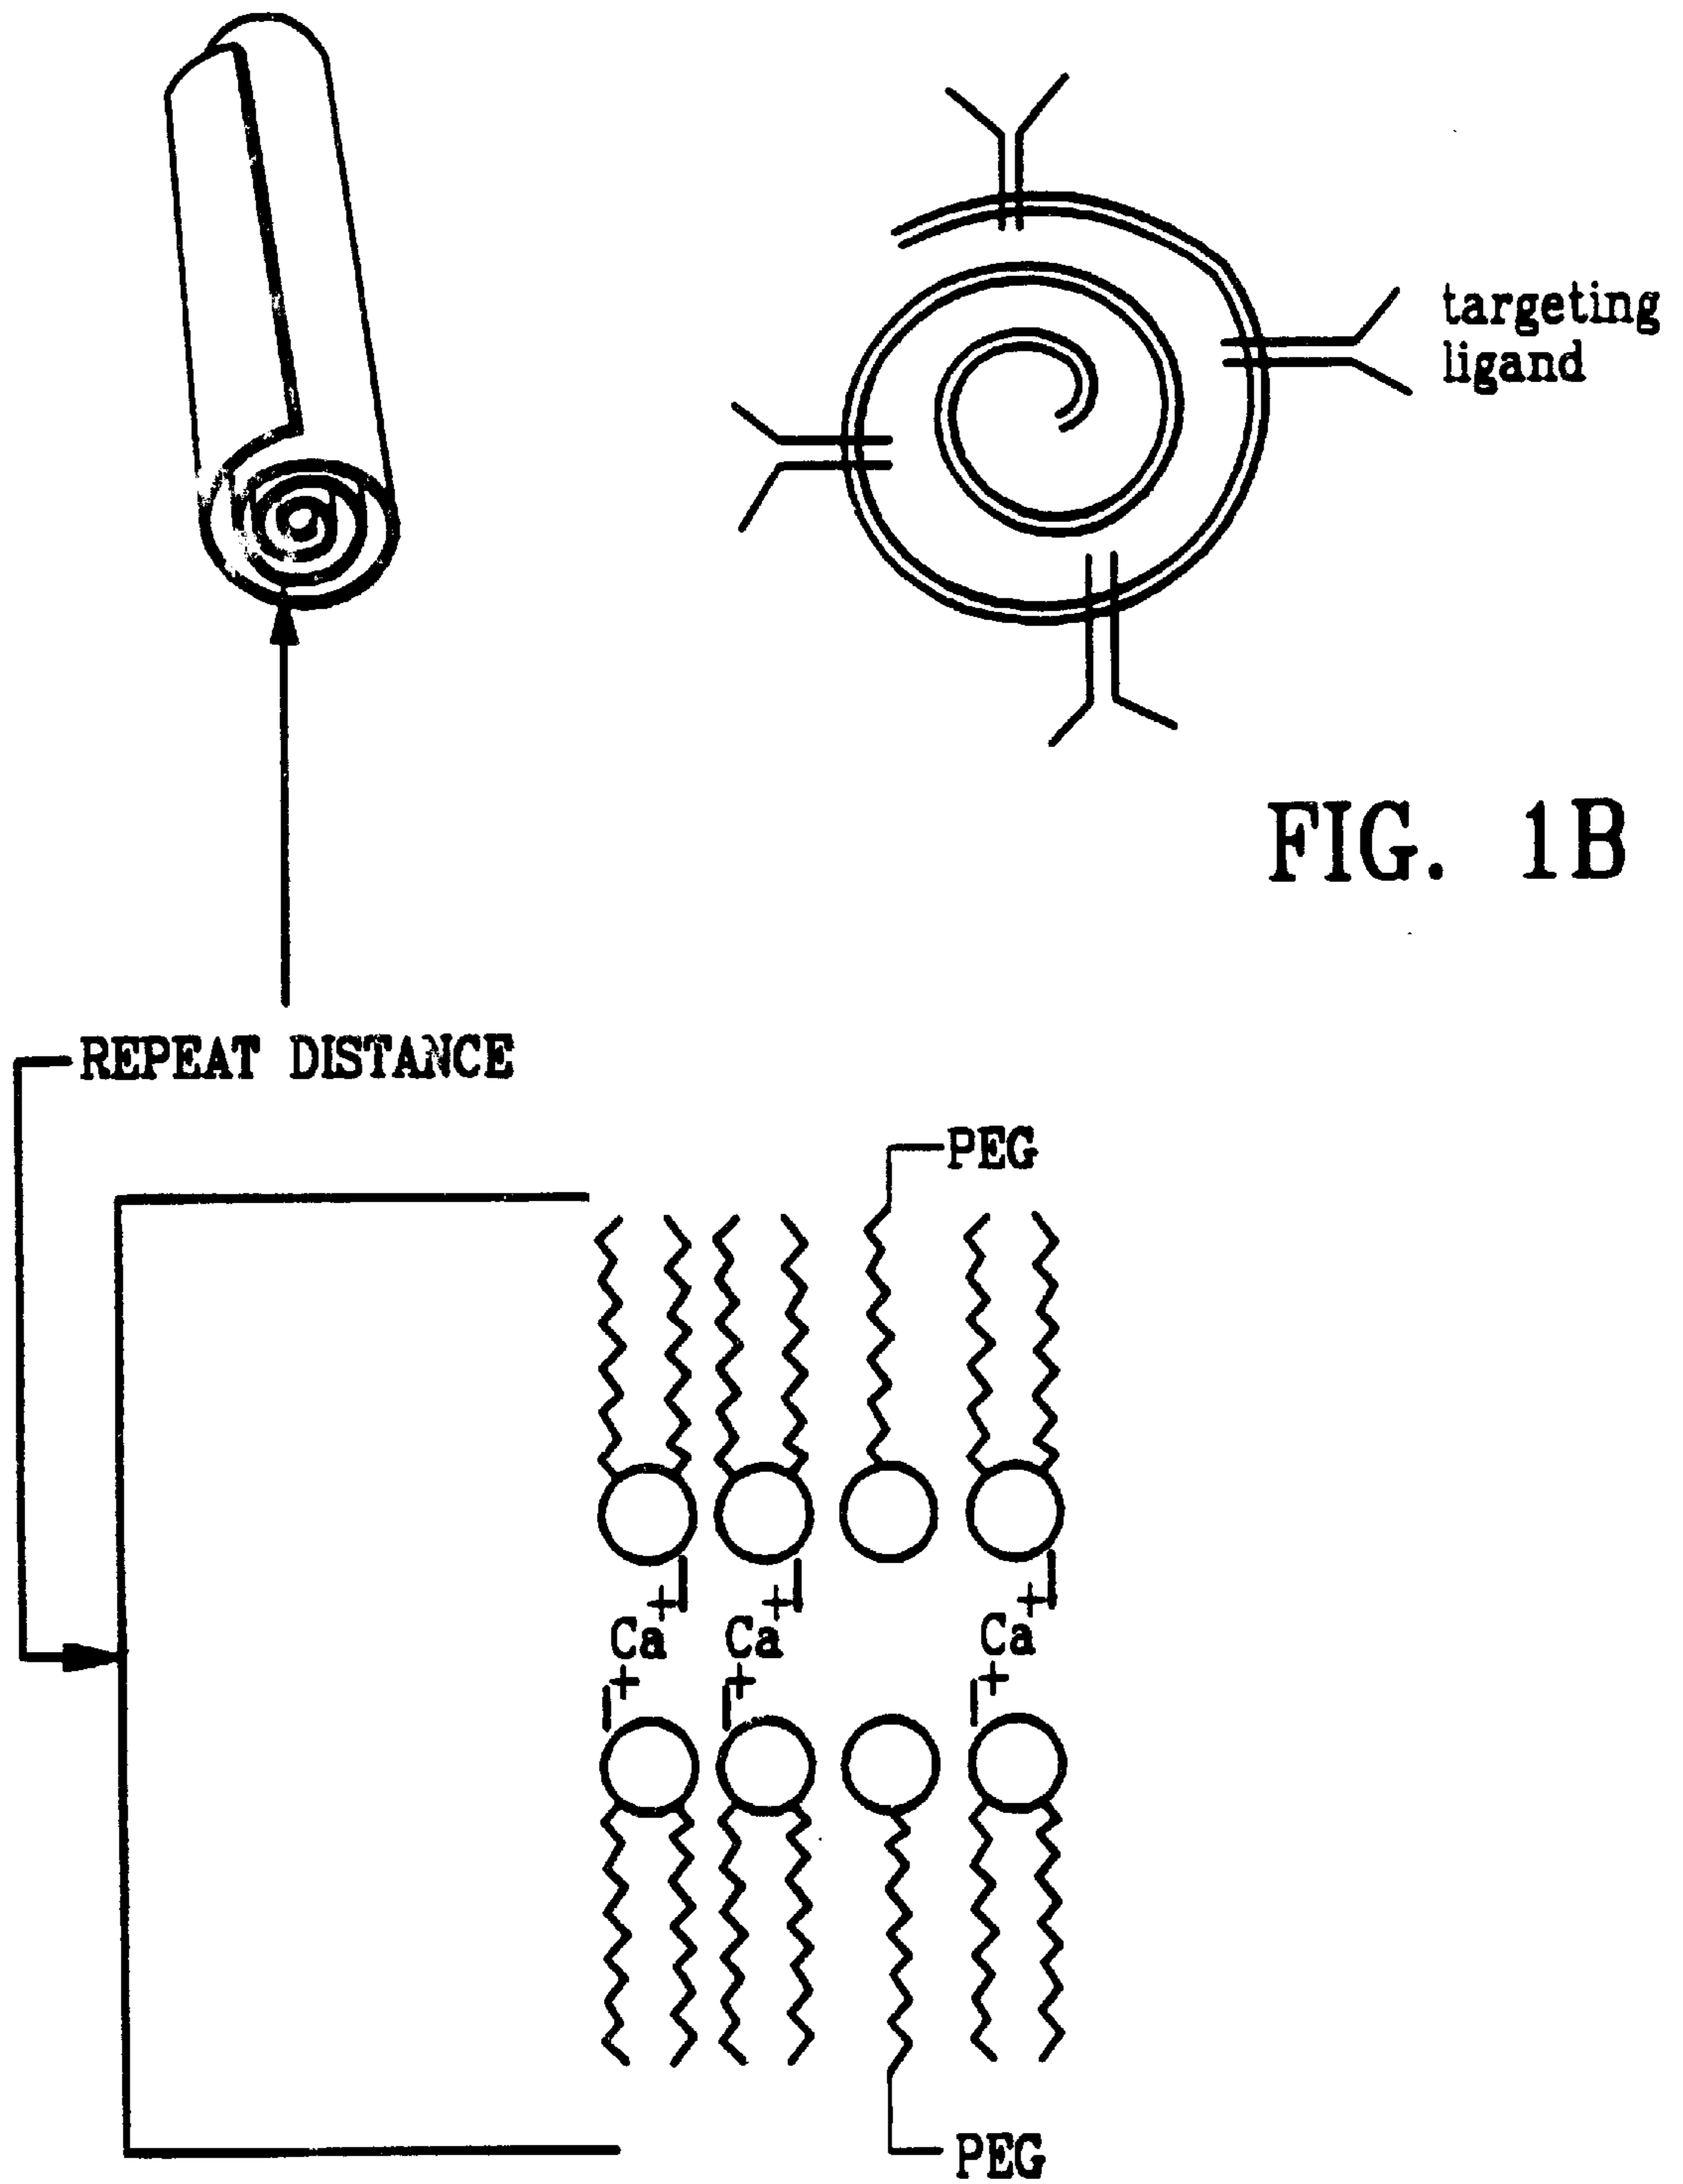 targeting
ligand
FIG. 1B
REPEAT DISTANCE
PEG
+ + +
Ca Ca Ca
+ + +
PEG